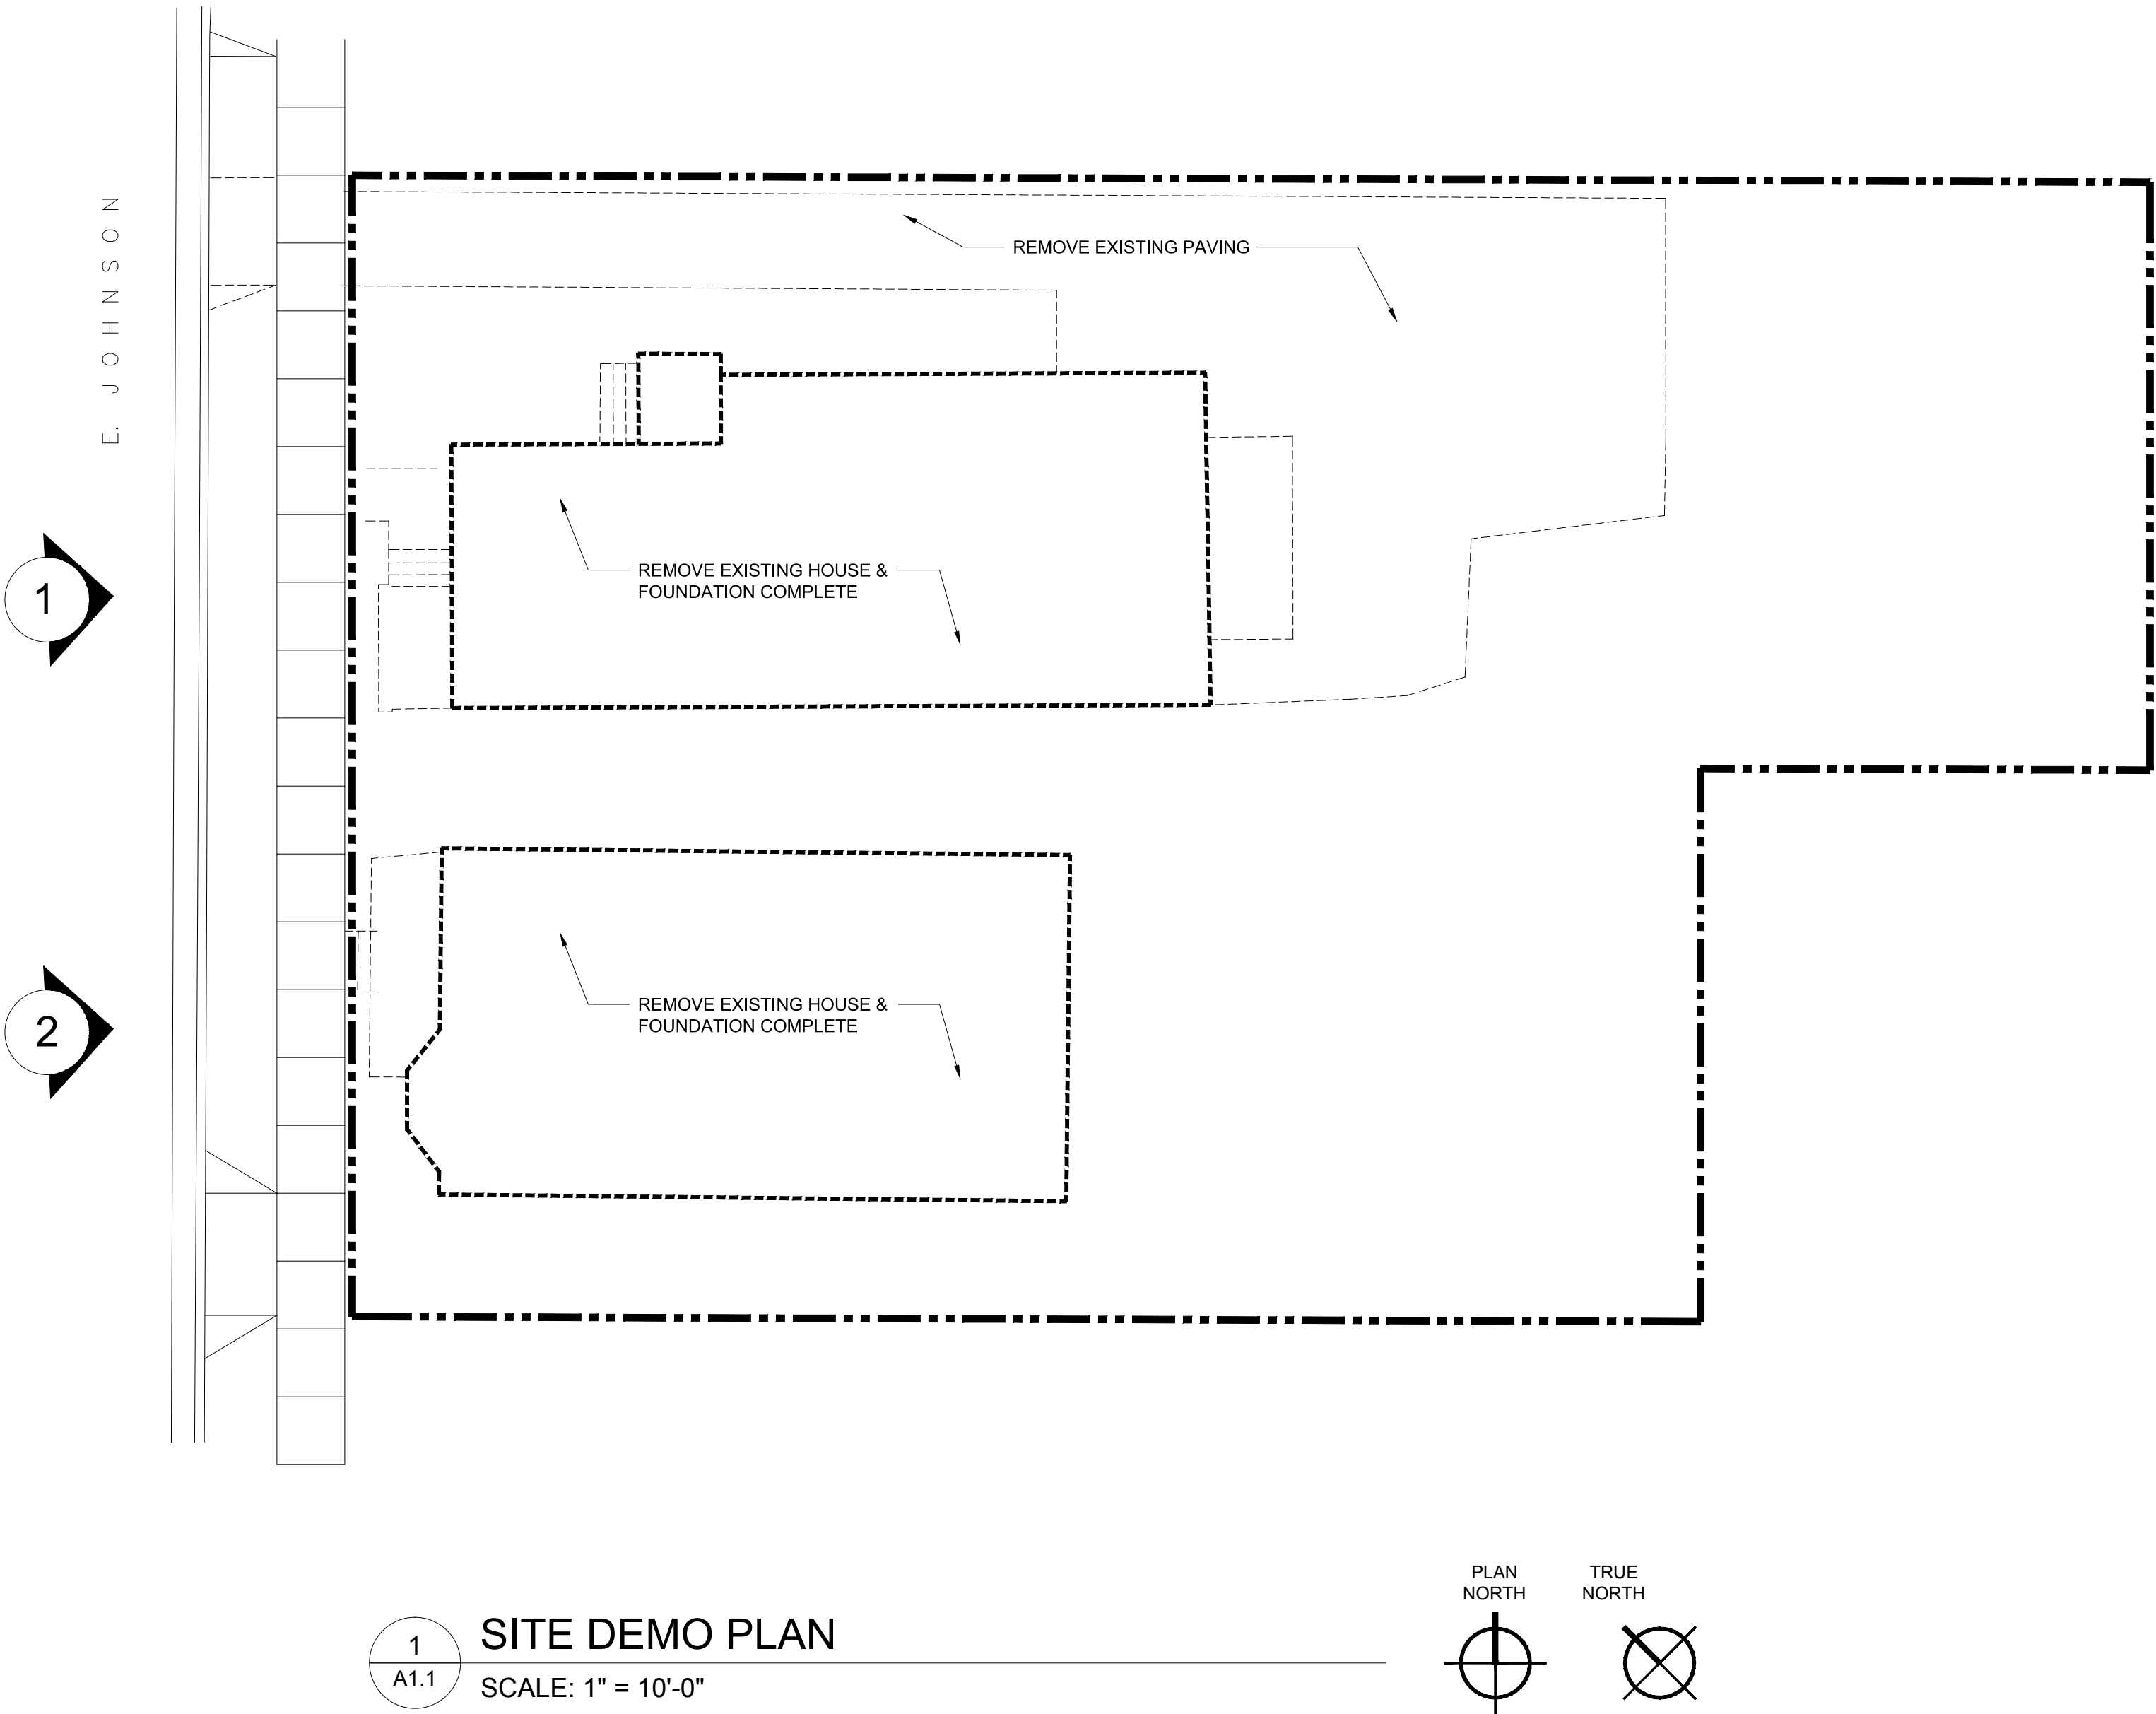 E. JOHNSON
REMOVE EXISTING PAVING
1
REMOVE EXISTING HOUSE &
FOUNDATION COMPLETE
2
REMOVE EXISTING HOUSE &
FOUNDATION COMPLETE
PLAN
NORTH
TRUE
NORTH
1
A1.1
SITE DEMO PLAN
SCALE: 1" = 10'-0"